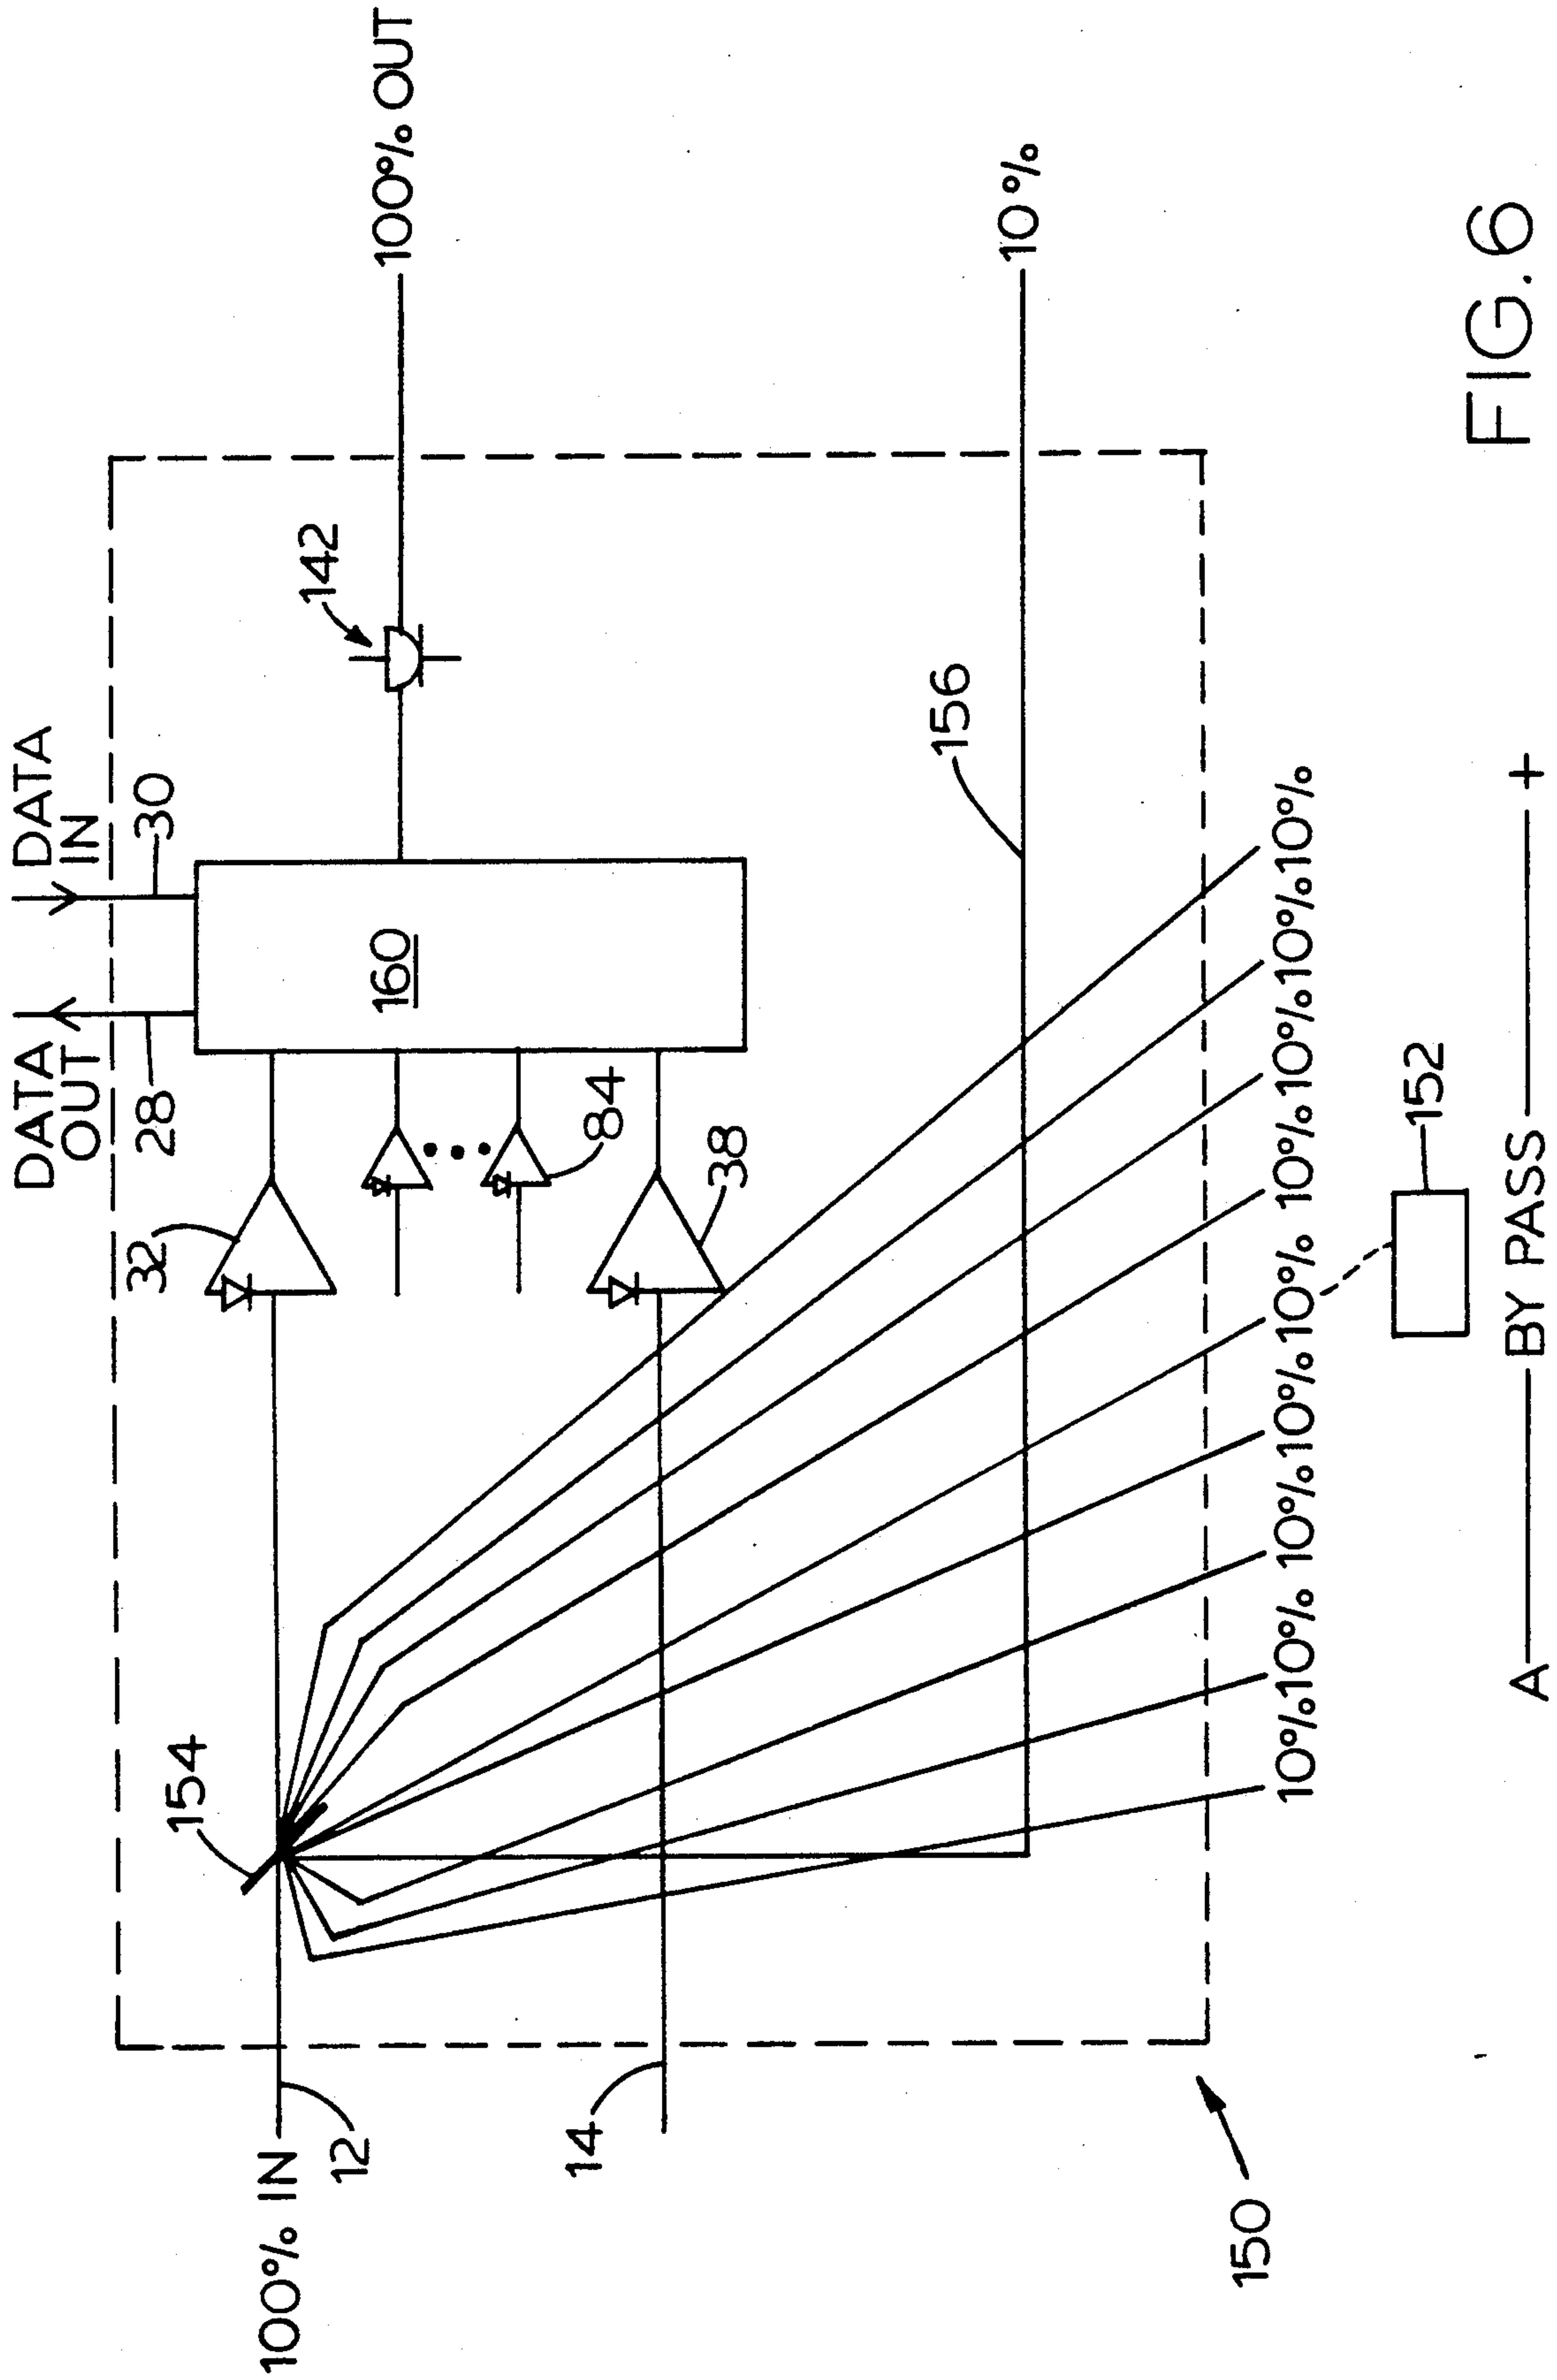 DATA
OUT
DATA
IN
28
30
32
154
142
100% IN
12
160
100% OUT
84
38
14
156
10%
10% 10% 10% 10% 10% 10% 10% 10% 10%
150
152
A BY PASS +
FIG. 6